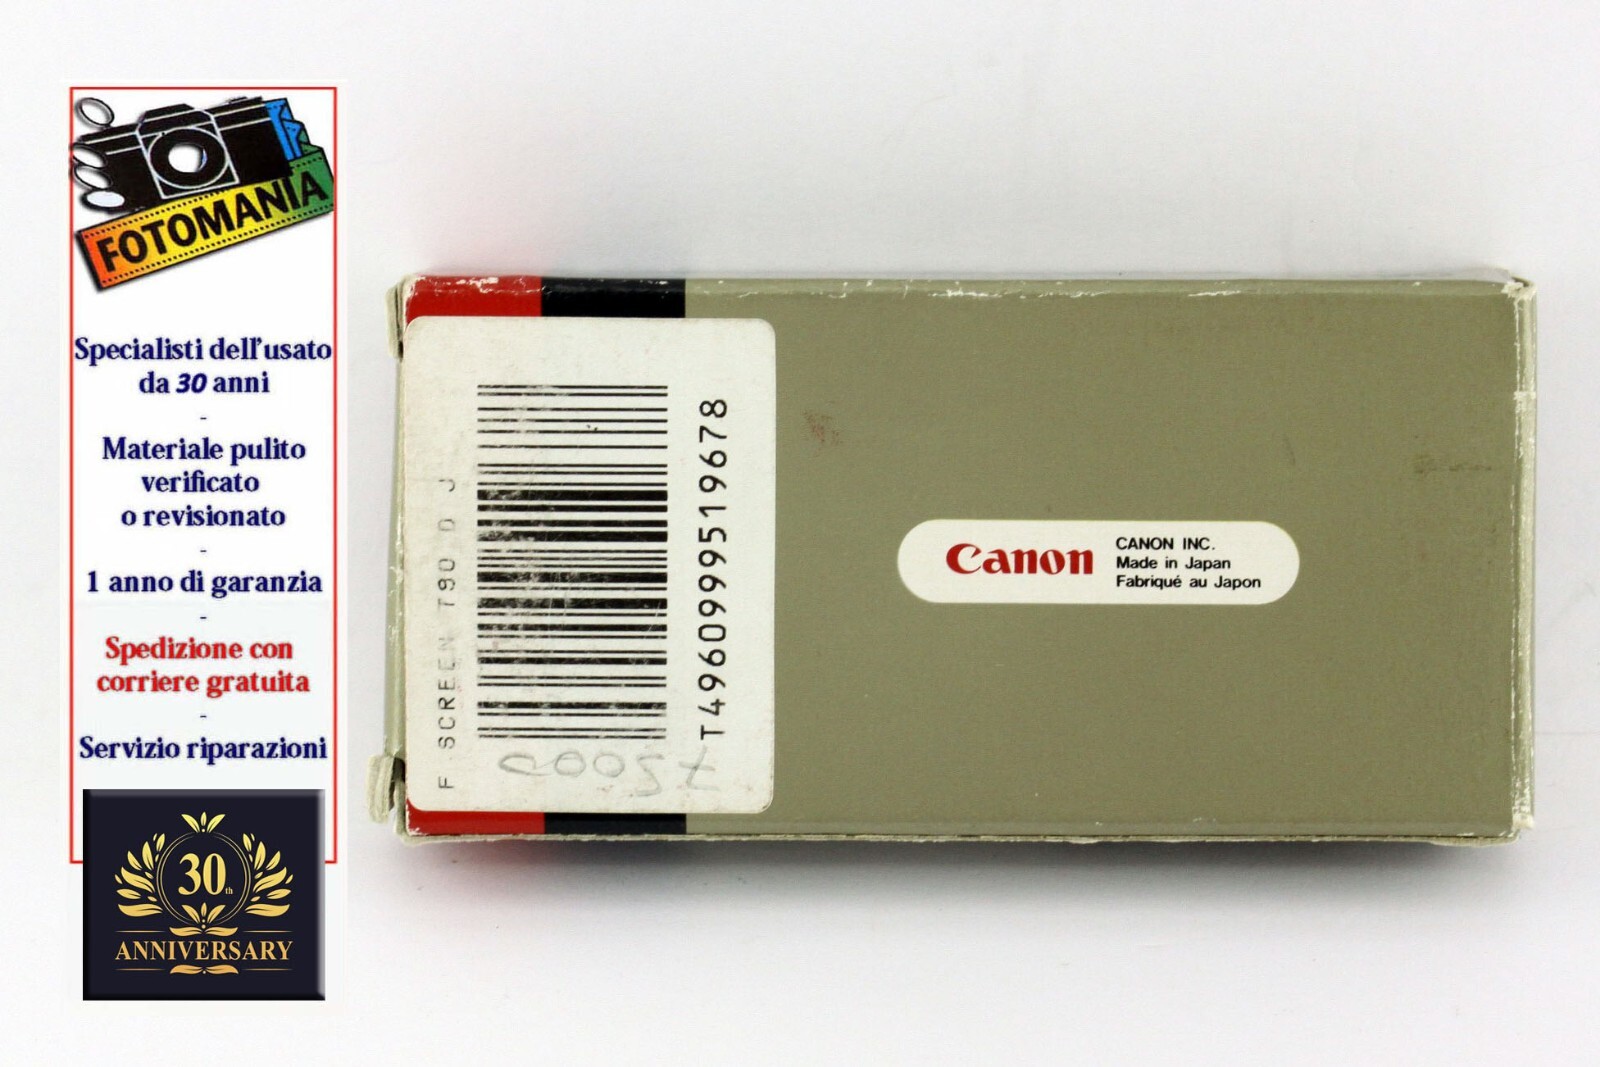 FOTOMANIA
Specialisti dell'usato
da 30 anni
-
Materiale pulito
verificato
o revisionato
-
1 anno di garanzia
-
Spedizione con
corriere gratuita
-
Servizio riparazioni
30th
ANNIVERSARY
F.SCREEN T90 D J
T4960999519678
75000
Canon
CANON INC.
Made in Japan
Fabriqué au Japon